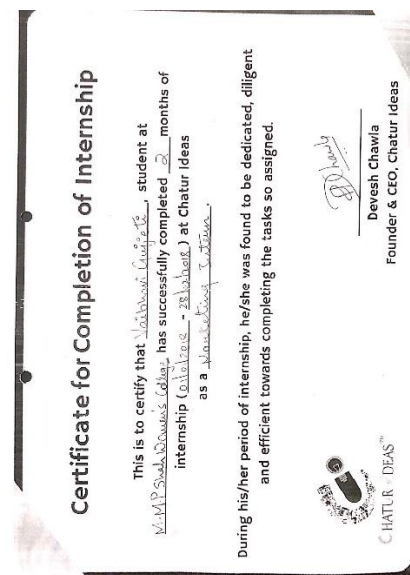 Certificate for Completion of Internship
This is to certify that Vaibhavi , student at
M.M.P Shah Women's College has successfully completed 2 months of
internship ( - ) at Chatur Ideas
as a Marketing Intern .
During his/her period of internship, he/she was found to be dedicated, diligent
and efficient towards completing the tasks so assigned.
Devesh Chawla
Founder & CEO, Chatur Ideas
CHATUR IDEAS™